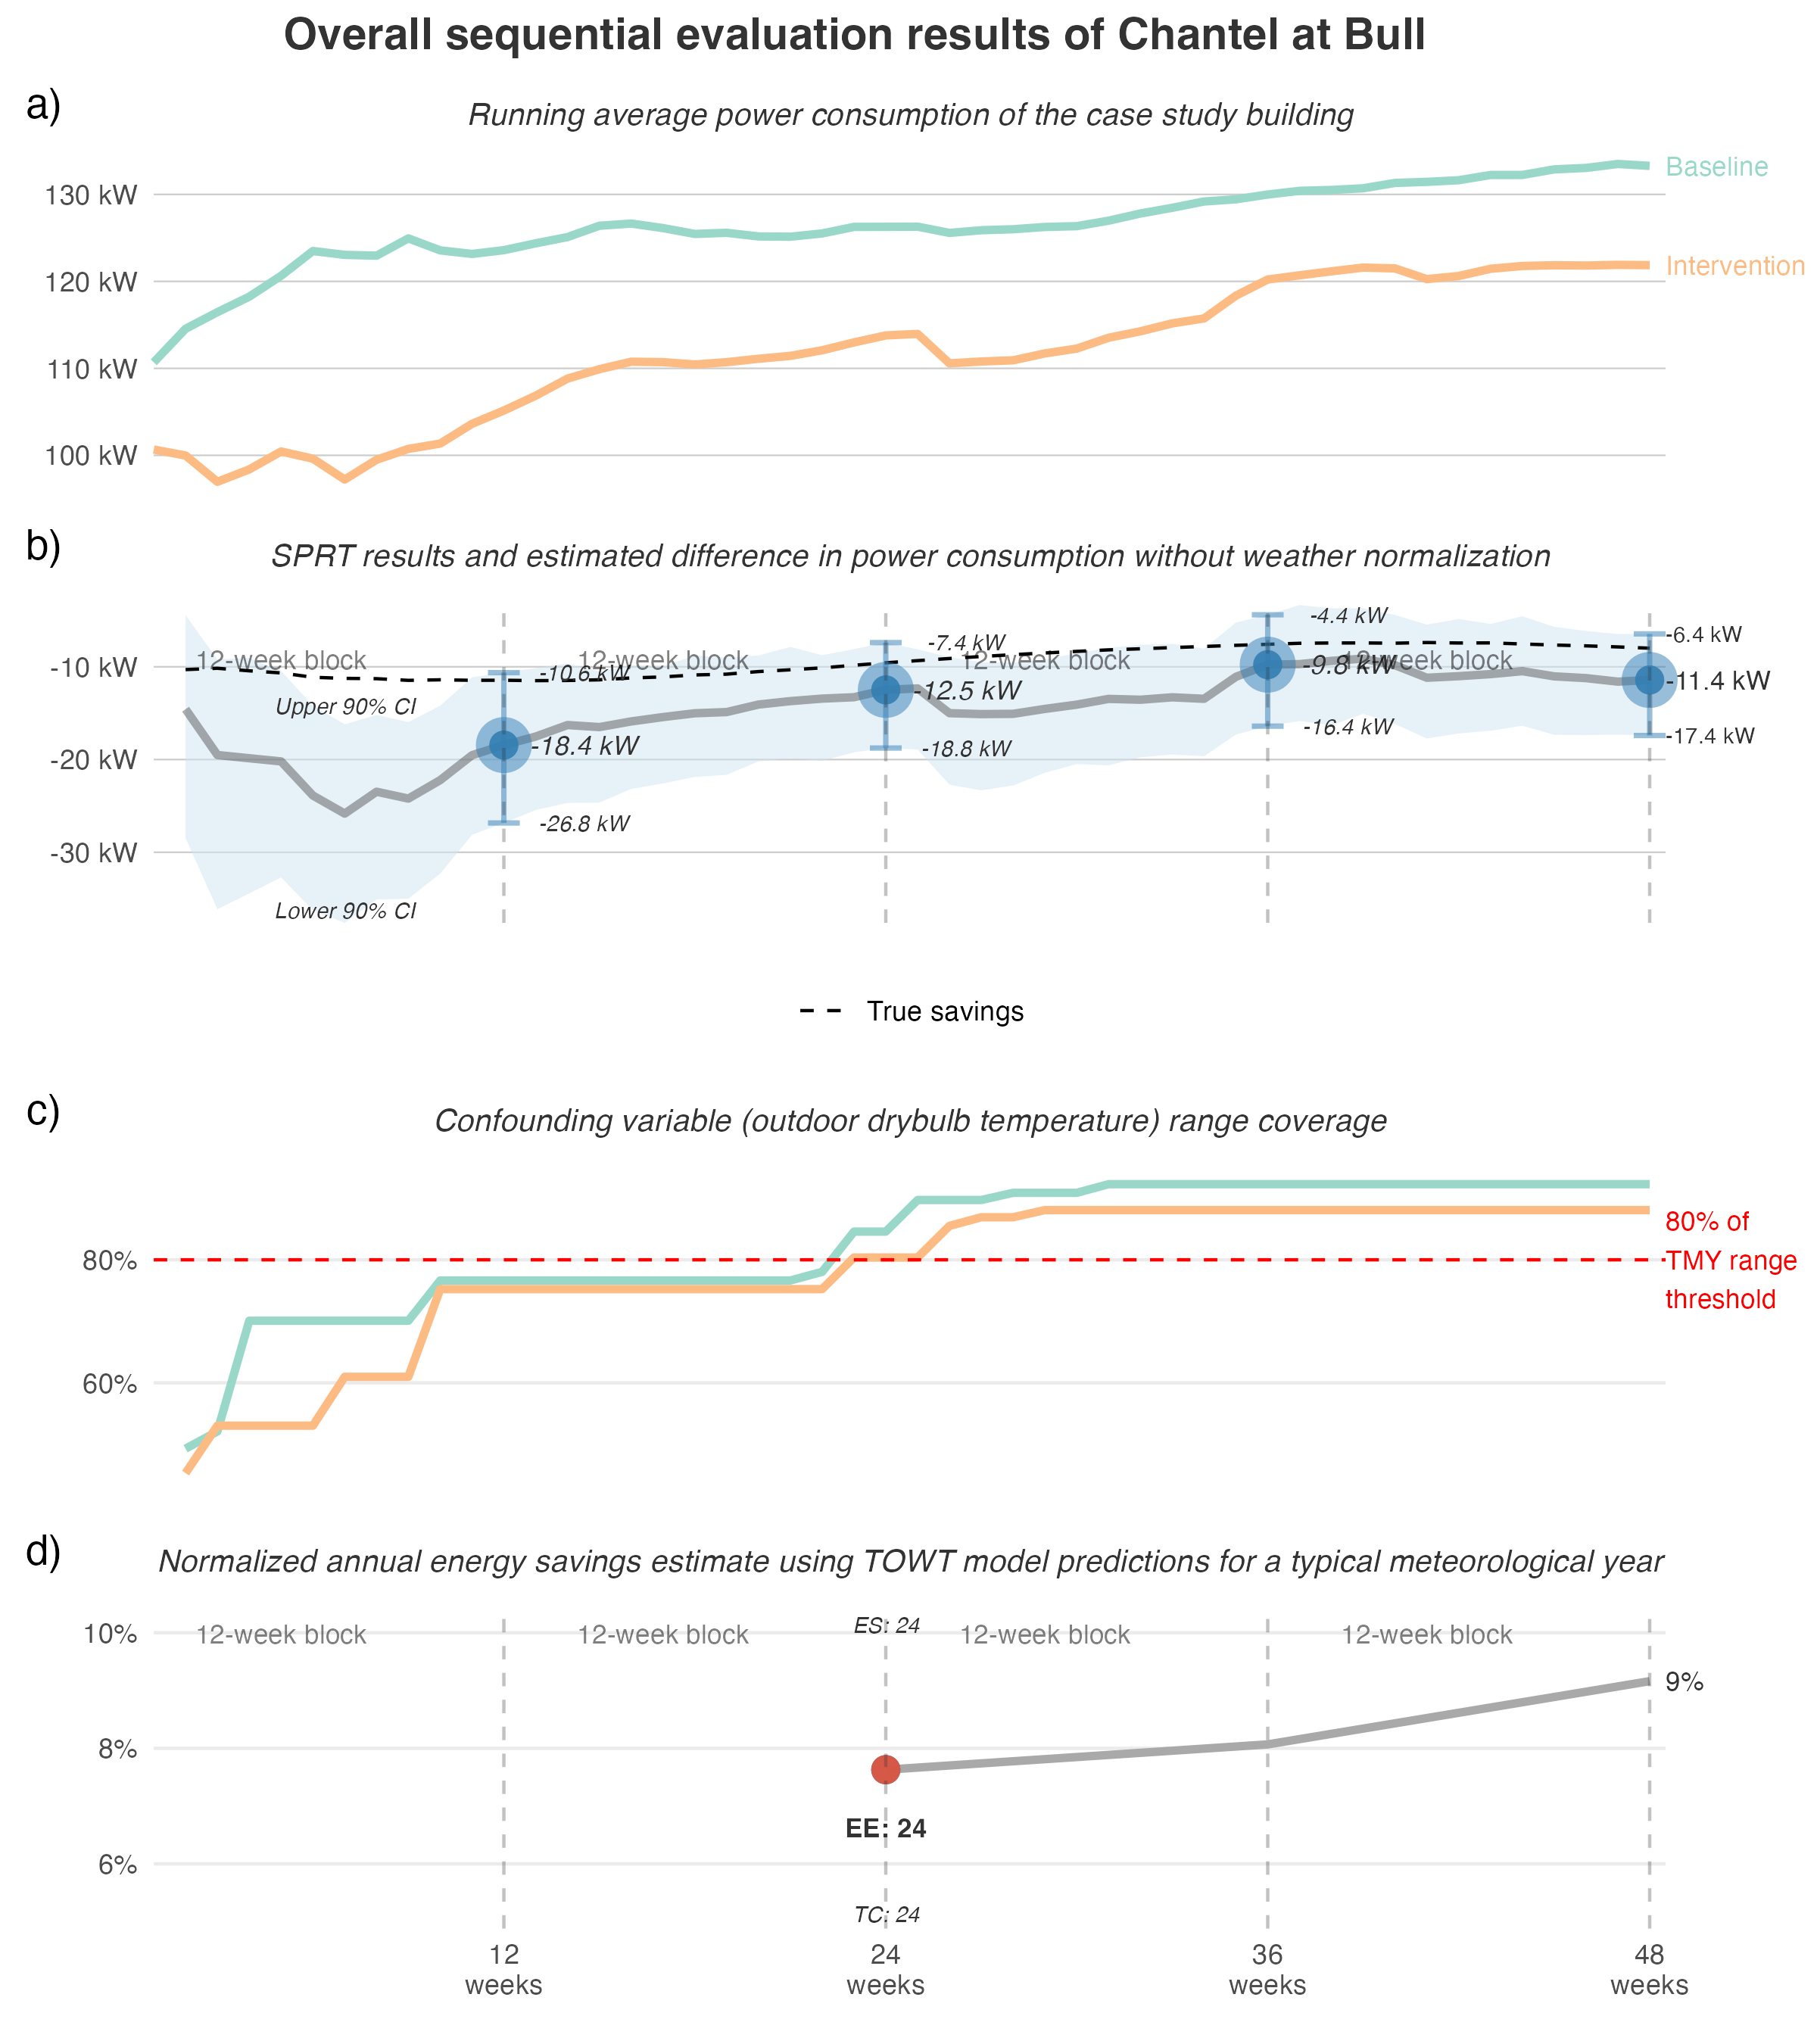 Overall sequential evaluation results of Chantel at Bull
a)
Running average power consumption of the case study building
130 kW
120 kW
110 kW
100 kW
Baseline
Intervention
b)
SPRT results and estimated difference in power consumption without weather normalization
-10 kW
-20 kW
-30 kW
12-week block
12-week block
12-week block
12-week block
Upper 90% CI
Lower 90% CI
-10.6 kW
-18.4 kW
-26.8 kW
-7.4 kW
-12.5 kW
-18.8 kW
-4.4 kW
-9.8 kW
-16.4 kW
-6.4 kW
-11.4 kW
-17.4 kW
True savings
c)
Confounding variable (outdoor drybulb temperature) range coverage
80%
60%
80% of
TMY range
threshold
d)
Normalized annual energy savings estimate using TOWT model predictions for a typical meteorological year
10%
8%
6%
12-week block
12-week block
12-week block
12-week block
ES: 24
EE: 24
TC: 24
9%
12
weeks
24
weeks
36
weeks
48
weeks